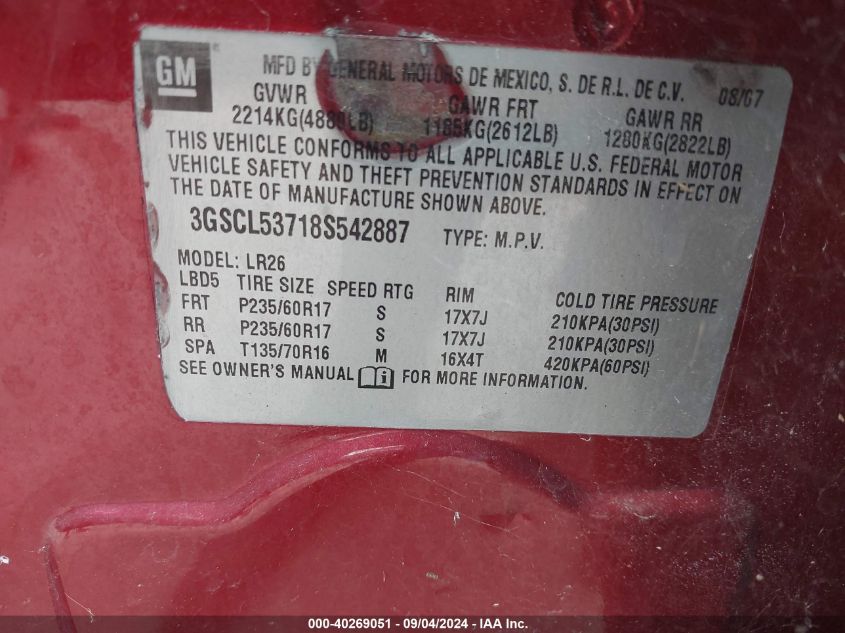 GM
MFD BY GENERAL MOTORS DE MEXICO, S. DE R.L. DE C.V. 08/07
GVWR GAWR FRT GAWR RR
2214KG(4880LB) 1185KG(2612LB) 1280KG(2822LB)
THIS VEHICLE CONFORMS TO ALL APPLICABLE U.S. FEDERAL MOTOR
VEHICLE SAFETY AND THEFT PREVENTION STANDARDS IN EFFECT ON
THE DATE OF MANUFACTURE SHOWN ABOVE.
3GSCL53718S542887 TYPE: M.P.V.
MODEL: LR26
LBD5 TIRE SIZE SPEED RTG RIM COLD TIRE PRESSURE
FRT P235/60R17 S 17X7J 210KPA(30PSI)
RR P235/60R17 S 17X7J 210KPA(30PSI)
SPA T135/70R16 M 16X4T 420KPA(60PSI)
SEE OWNER'S MANUAL FOR MORE INFORMATION.
000-40269051 - 09/04/2024 - IAA Inc.